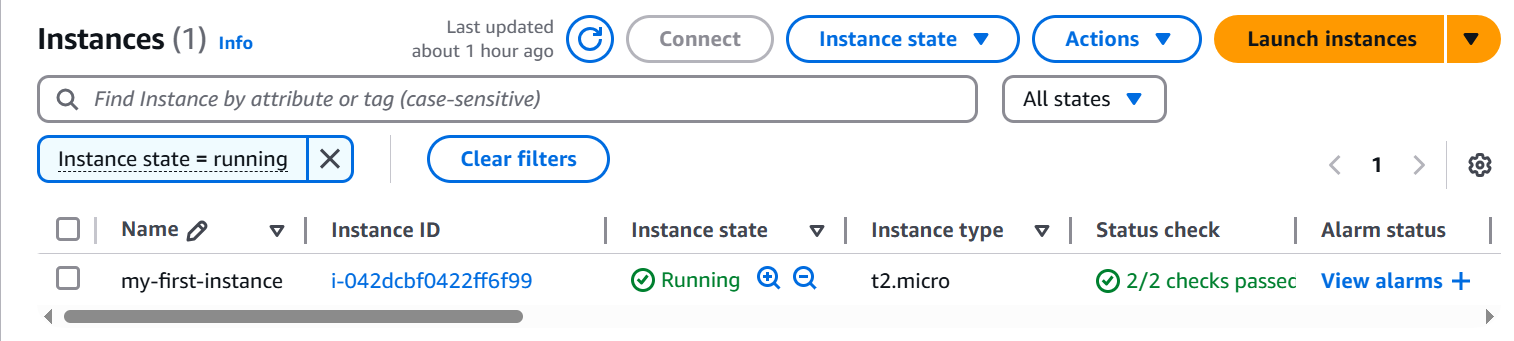 Instances (1) Info
Last updated
about 1 hour ago
Connect
Instance state
Actions
Launch instances
Find Instance by attribute or tag (case-sensitive)
All states
Instance state = running
Clear filters
1
Name Instance ID Instance state Instance type Status check Alarm status
my-first-instance i-042dcbf0422ff6f99 Running t2.micro 2/2 checks passed View alarms +